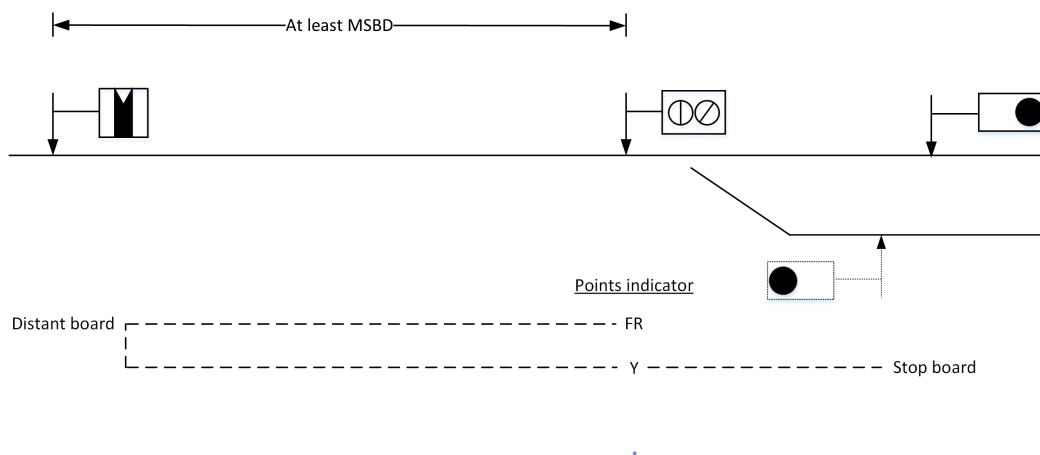 At least MSBD
Points indicator
Distant board
FR
Y
Stop board